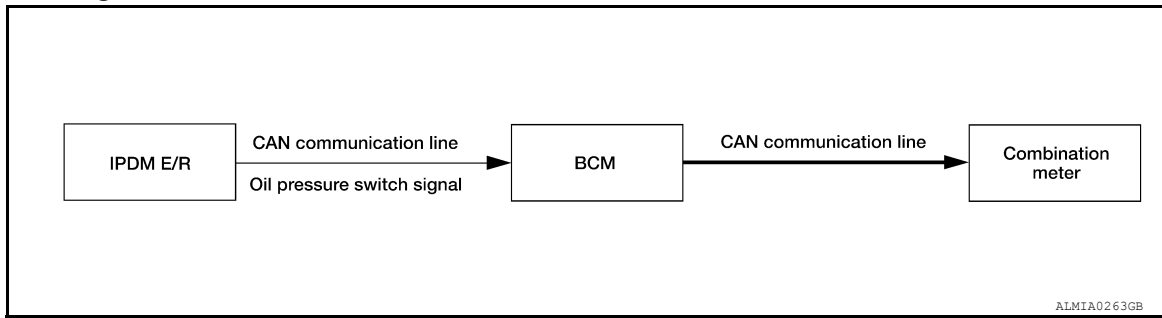 IPDM E/R
CAN communication line
Oil pressure switch signal
BCM
CAN communication line
Combination
meter
ALMIA0263GB